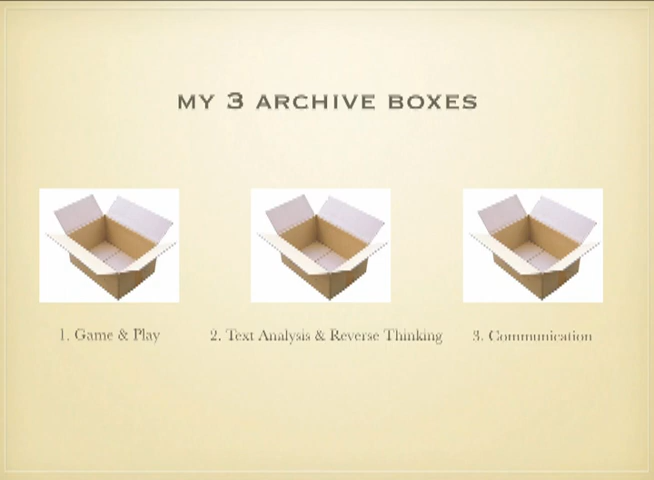 MY 3 ARCHIVE BOXES
1. Game & Play
2. Text Analysis & Reverse Thinking
3. Communication